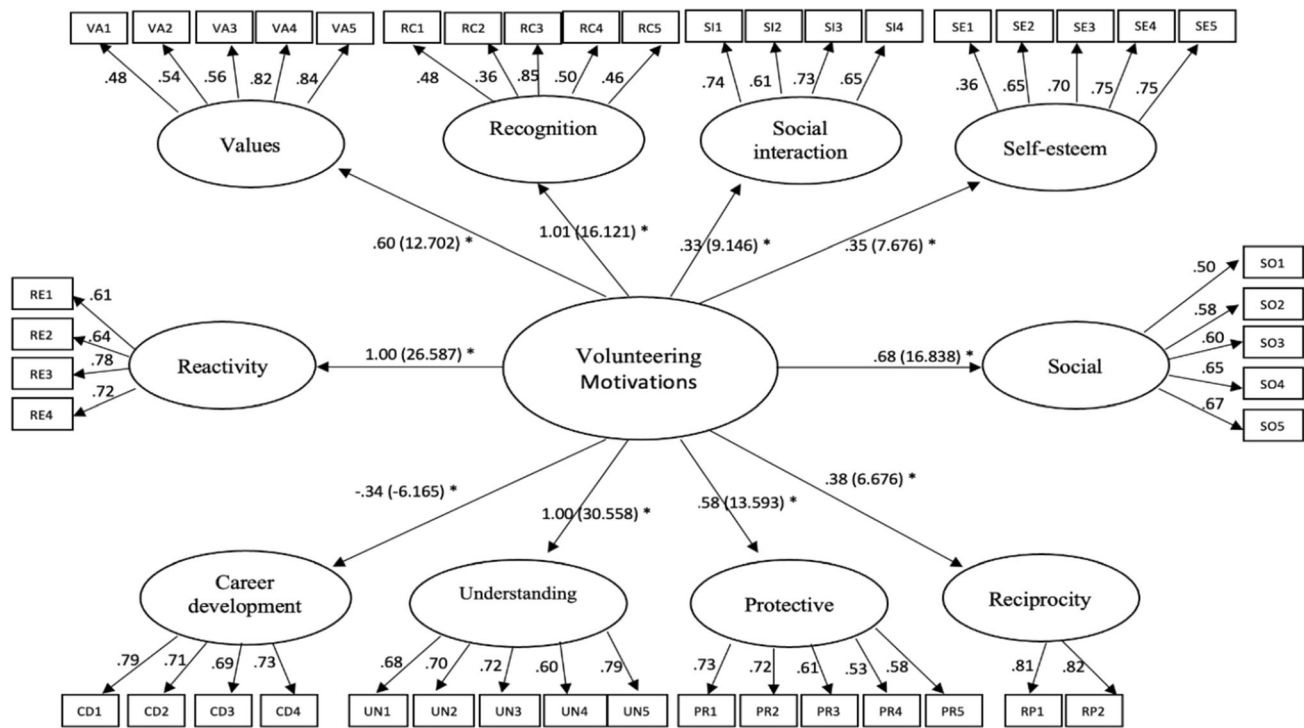 VA1 VA2 VA3 VA4 VA5 RC1 RC2 RC3 RC4 RC5 SI1 SI2 SI3 SI4 SE1 SE2 SE3 SE4 SE5
.48 .54 .56 .82 .84 .48 .36 .85 .50 .46 .74 .61 .73 .65 .36 .65 .70 .75 .75
Values
Recognition
Social
interaction
Self-esteem
.60 (12.702) *
1.01 (16.121) *
.33 (9.146) *
.35 (7.676) *
RE1 .61
RE2 .64
RE3 .78
RE4 .72
Reactivity
1.00 (26.587) *
Volunteering
Motivations
.68 (16.838) *
Social
.50 SO1
.58 SO2
.60 SO3
.65 SO4
.67 SO5
-.34 (-6.165) *
1.00 (30.558) *
.58 (13.593) *
.38 (6.676) *
Career
development
Understanding
Protective
Reciprocity
.79 .71 .69 .73 .68 .70 .72 .60 .79 .73 .72 .61 .53 .58 .81 .82
CD1 CD2 CD3 CD4 UN1 UN2 UN3 UN4 UN5 PR1 PR2 PR3 PR4 PR5 RP1 RP2